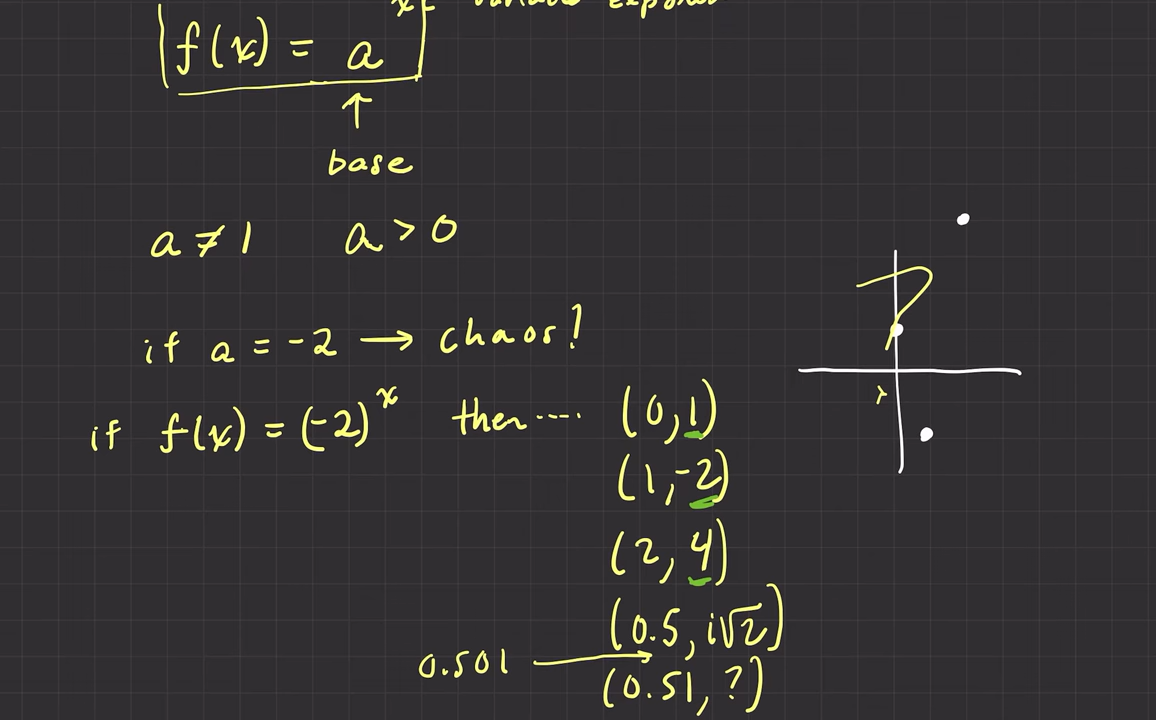 x
f(x) = a
↑
base
a ≠ 1 a > 0
if a = -2 → chaos!
if f(x) = (-2)^x then.... (0,1)
(1,-2)
(2,4)
(0.5, i√2)
0.501 →
(0.51, ?)